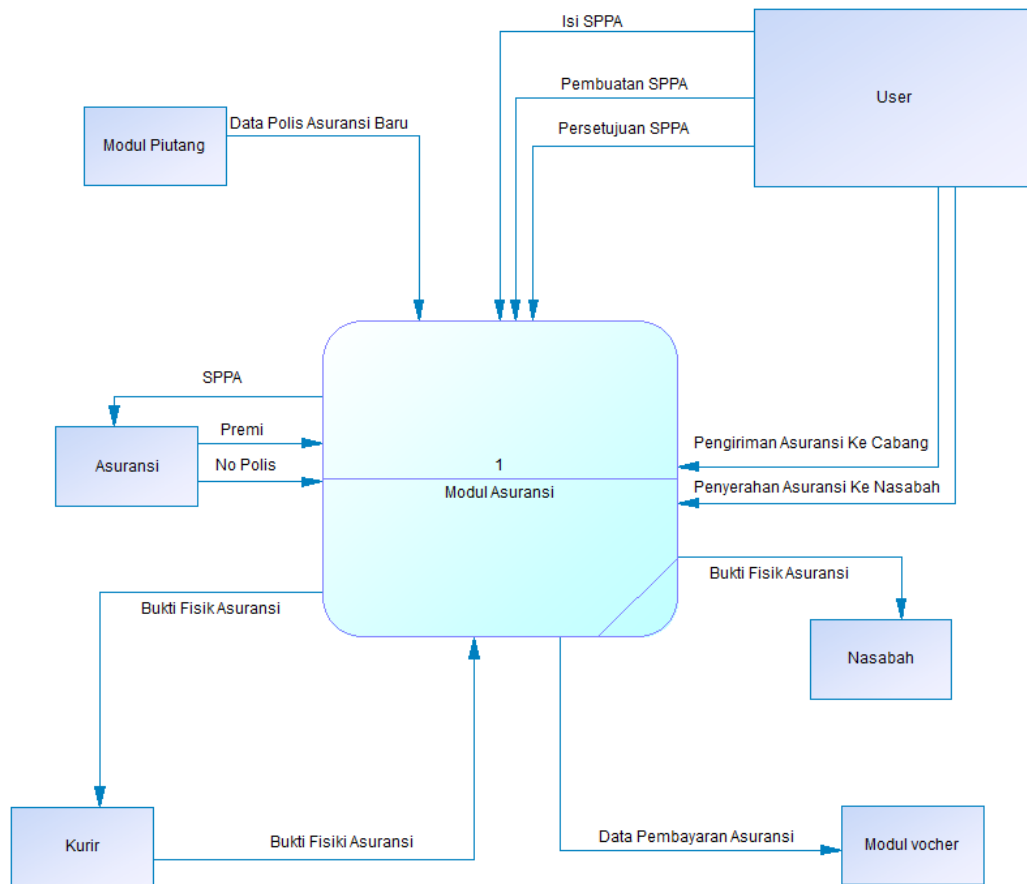 Isi SPPA
Pembuatan SPPA
User
Data Polis Asuransi Baru
Persetujuan SPPA
Modul Piutang
SPPA
Premi
Asuransi
No Polis
1
Modul Asuransi
Pengiriman Asuransi Ke Cabang
Penyerahan Asuransi Ke Nasabah
Bukti Fisik Asuransi
Bukti Fisik Asuransi
Nasabah
Kurir
Bukti Fisiki Asuransi
Data Pembayaran Asuransi
Modul vocher